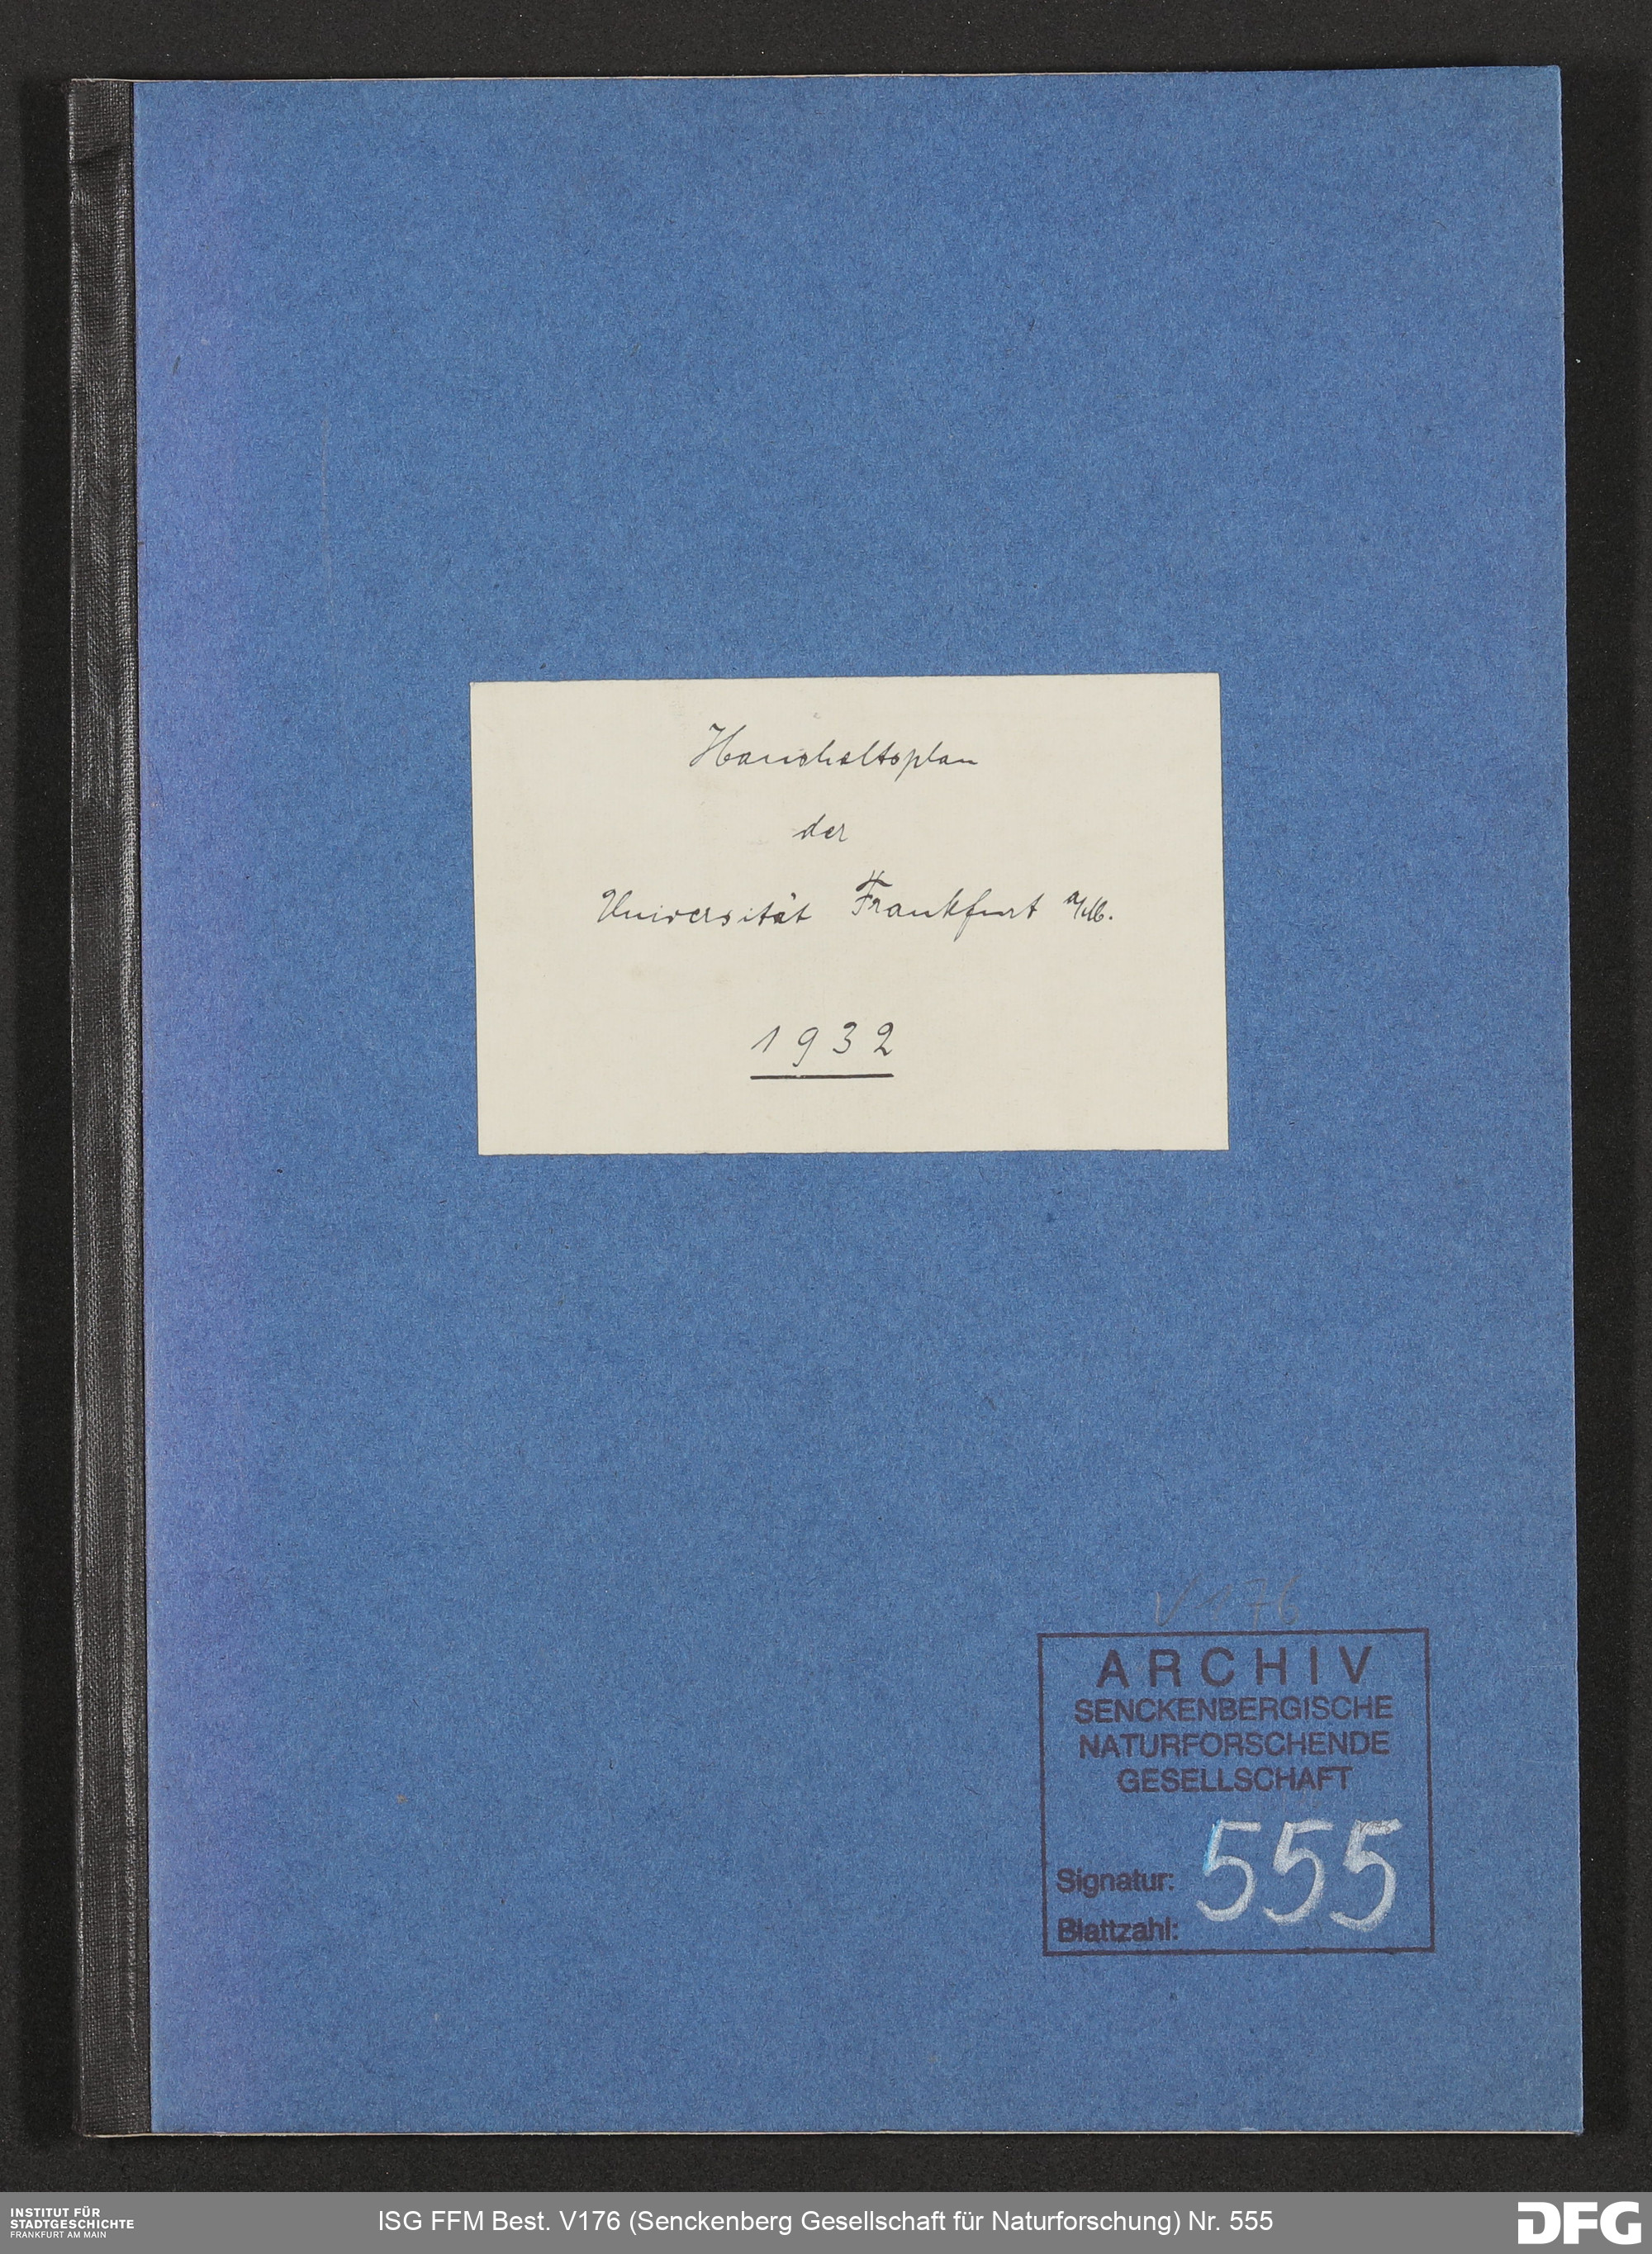 Haushaltsplan
der
Universität Frankfurt a/M.
1932
V 176
ARCHIV
SENCKENBERGISCHE
NATURFORSCHENDE
GESELLSCHAFT
Signatur: 555
Blattzahl:
INSTITUT FÜR
STADTGESCHICHTE
FRANKFURT AM MAIN
ISG FFM Best. V176 (Senckenberg Gesellschaft für Naturforschung) Nr. 555
DFG